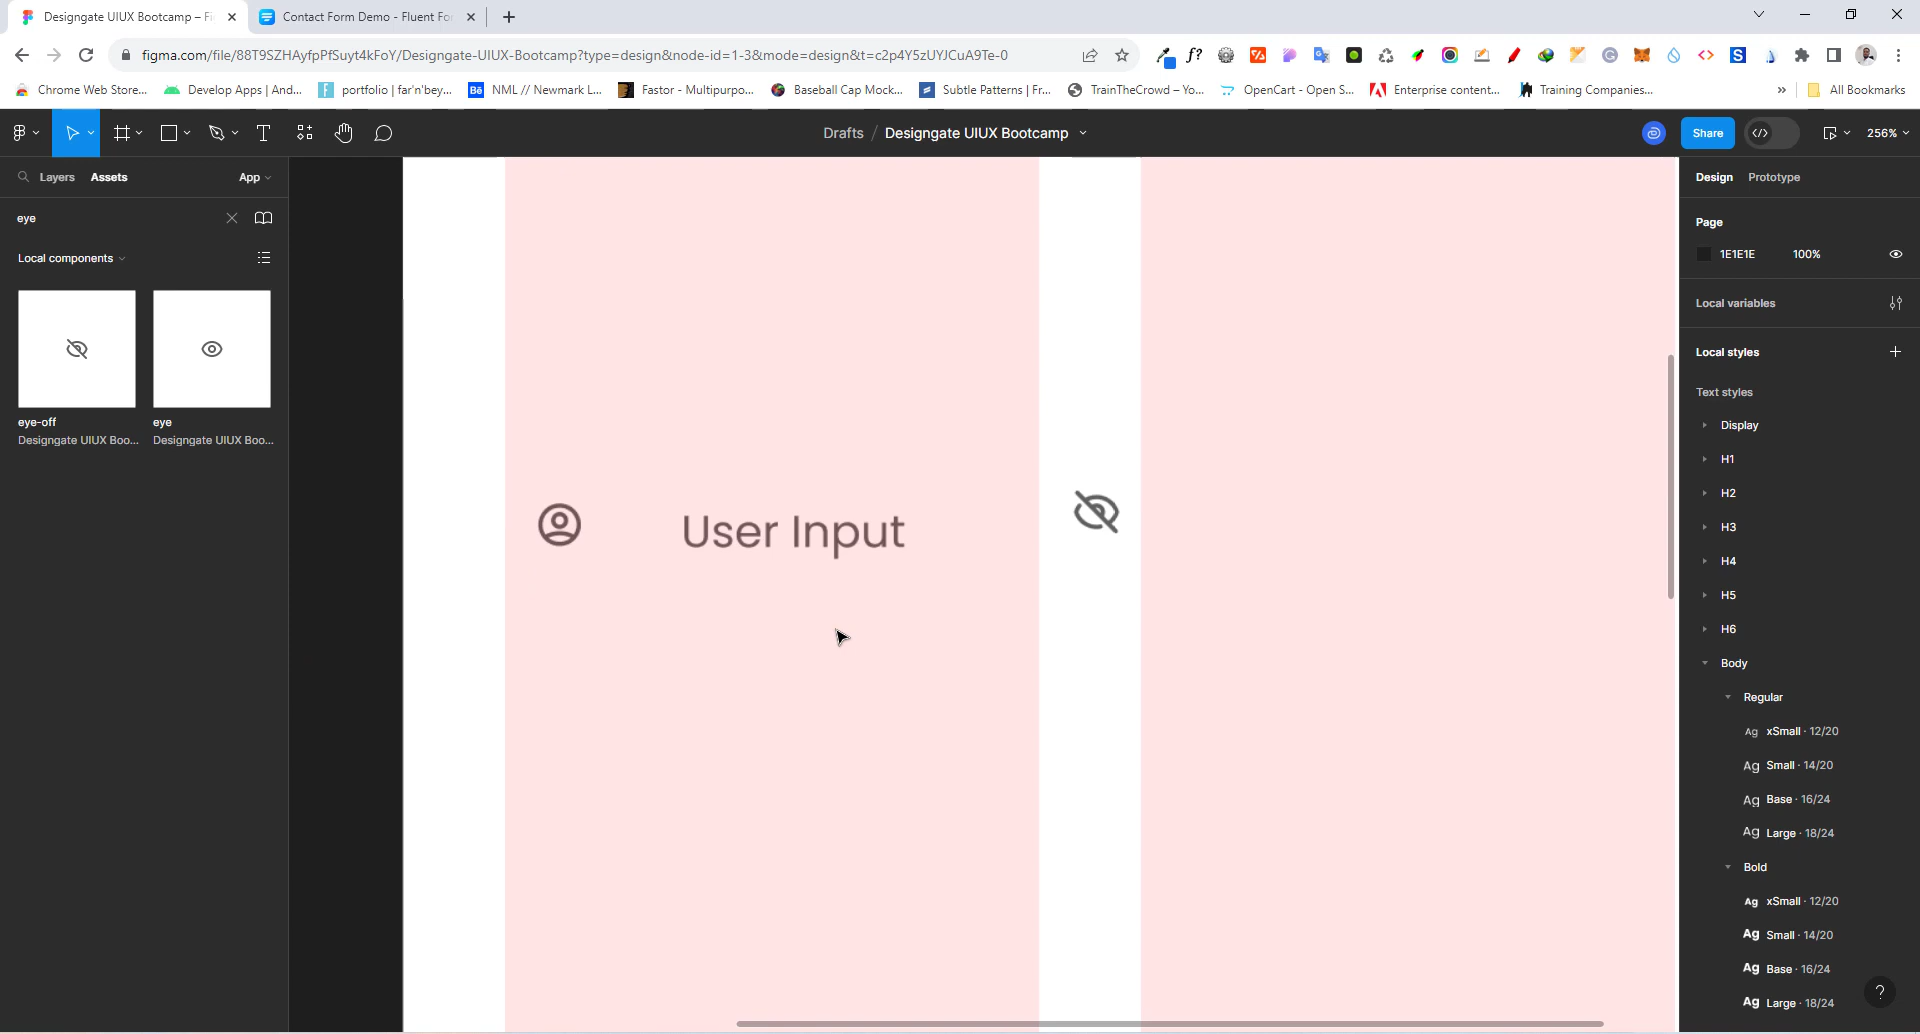 Designgate UIUX Bootcamp – Fi
Contact Form Demo - Fluent Fo
figma.com/file/88T9SZHAyfpPfSuyt4kFoY/Designgate-UIUX-Bootcamp?type=design&node-id=1-3&mode=design&t=c2p4Y5zUYJCuA9Te-0
Chrome Web Store...
Develop Apps | And...
portfolio | far'n'bey...
NML // Newmark L...
Fastor - Multipurpo...
Baseball Cap Mock...
Subtle Patterns | Fr...
TrainTheCrowd – Yo...
OpenCart - Open S...
Enterprise content...
Training Companies...
»
All Bookmarks
Drafts / Designgate UIUX Bootcamp
Share
256%
Layers
Assets
App
eye
Local components
eye-off
Designgate UIUX Boo...
eye
Designgate UIUX Boo...
User Input
Design
Prototype
Page
1E1E1E
100%
Local variables
Local styles
Text styles
Display
H1
H2
H3
H4
H5
H6
Body
Regular
Ag xSmall · 12/20
Ag Small · 14/20
Ag Base · 16/24
Ag Large · 18/24
Bold
Ag xSmall · 12/20
Ag Small · 14/20
Ag Base · 16/24
Ag Large · 18/24
?